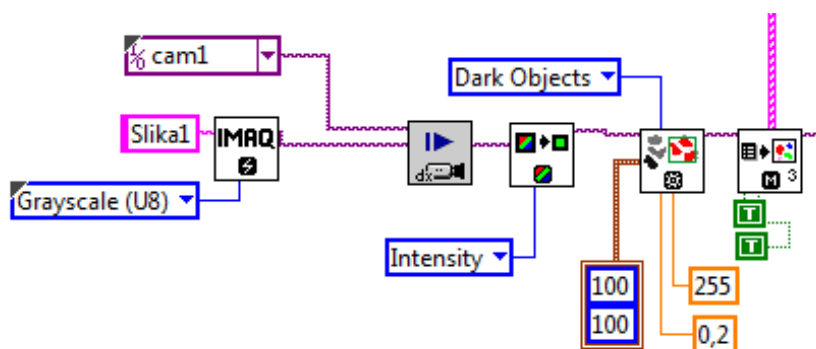 I/O cam1
Dark Objects
Slika1
IMAQ
dx
Grayscale (U8)
M 3
T
T
Intensity
100
255
100
0,2